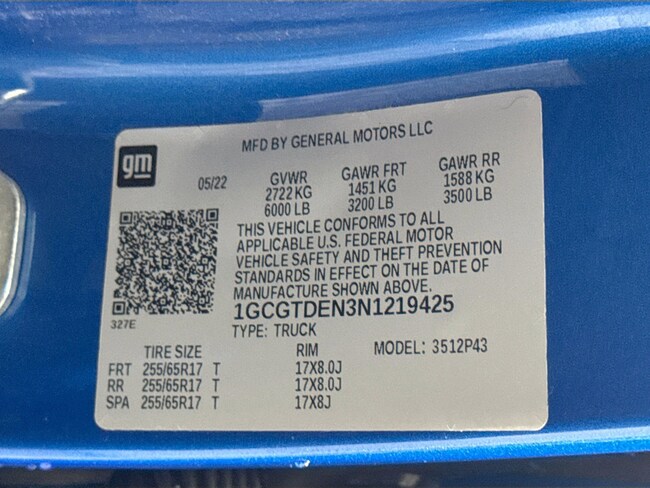 MFD BY GENERAL MOTORS LLC
gm
05/22
GVWR GAWR FRT GAWR RR
2722 KG 1451 KG 1588 KG
6000 LB 3200 LB 3500 LB
THIS VEHICLE CONFORMS TO ALL
APPLICABLE U.S. FEDERAL MOTOR
VEHICLE SAFETY AND THEFT PREVENTION
STANDARDS IN EFFECT ON THE DATE OF
MANUFACTURE SHOWN ABOVE.
1GCGTDEN3N1219425
327E
TYPE: TRUCK
TIRE SIZE RIM MODEL: 3512P43
FRT 255/65R17 T 17X8.0J
RR 255/65R17 T 17X8.0J
SPA 255/65R17 T 17X8J